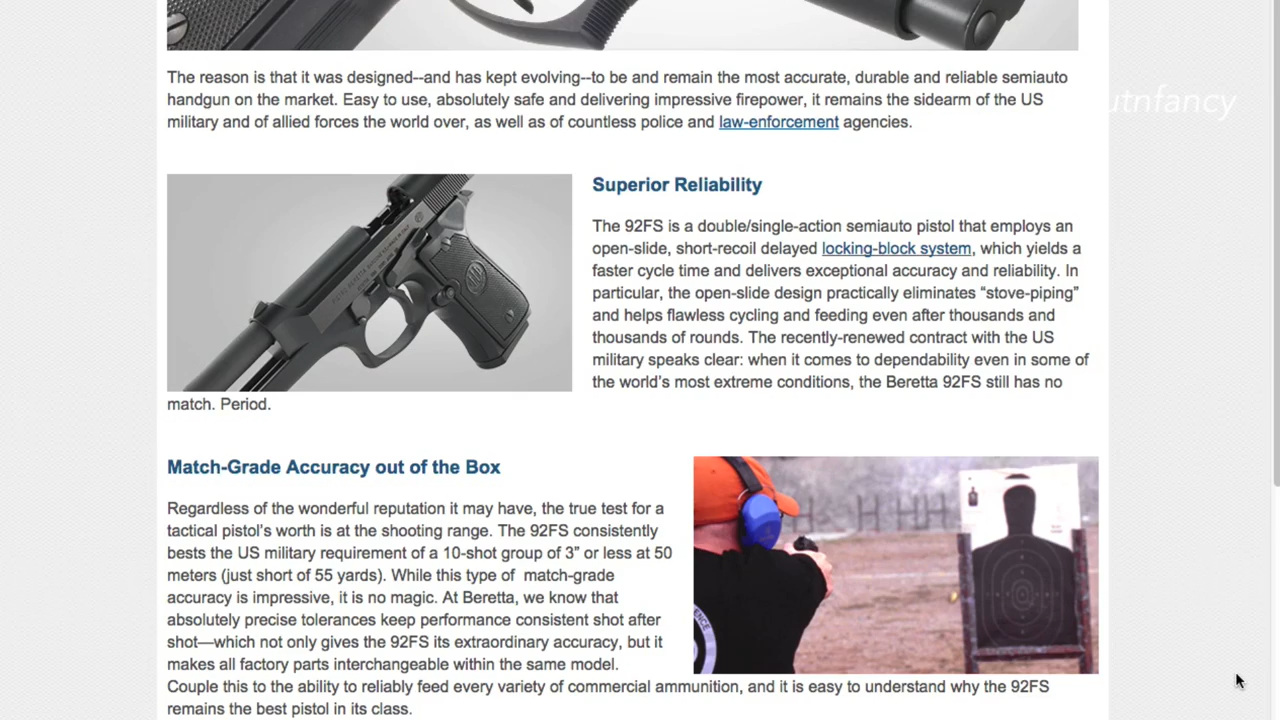 The reason is that it was designed--and has kept evolving--to be and remain the most accurate, durable and reliable semiauto
handgun on the market. Easy to use, absolutely safe and delivering impressive firepower, it remains the sidearm of the US
military and of allied forces the world over, as well as of countless police and law-enforcement agencies.
utnfancy
Superior Reliability
The 92FS is a double/single-action semiauto pistol that employs an
open-slide, short-recoil delayed locking-block system, which yields a
faster cycle time and delivers exceptional accuracy and reliability. In
particular, the open-slide design practically eliminates “stove-piping”
and helps flawless cycling and feeding even after thousands and
thousands of rounds. The recently-renewed contract with the US
military speaks clear: when it comes to dependability even in some of
the world’s most extreme conditions, the Beretta 92FS still has no
match. Period.
Match-Grade Accuracy out of the Box
Regardless of the wonderful reputation it may have, the true test for a
tactical pistol’s worth is at the shooting range. The 92FS consistently
bests the US military requirement of a 10-shot group of 3” or less at 50
meters (just short of 55 yards). While this type of match-grade
accuracy is impressive, it is no magic. At Beretta, we know that
absolutely precise tolerances keep performance consistent shot after
shot—which not only gives the 92FS its extraordinary accuracy, but it
makes all factory parts interchangeable within the same model.
Couple this to the ability to reliably feed every variety of commercial ammunition, and it is easy to understand why the 92FS
remains the best pistol in its class.